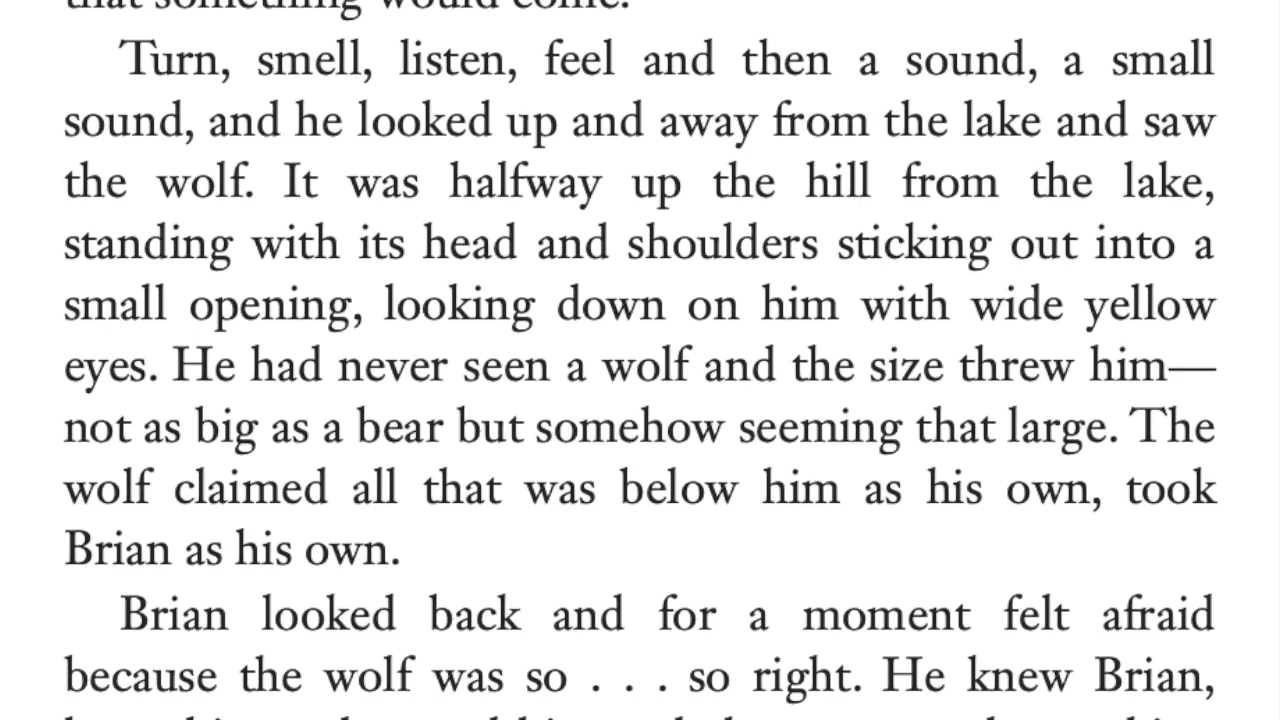 that something would come.
Turn, smell, listen, feel and then a sound, a small
sound, and he looked up and away from the lake and saw
the wolf. It was halfway up the hill from the lake,
standing with its head and shoulders sticking out into a
small opening, looking down on him with wide yellow
eyes. He had never seen a wolf and the size threw him—
not as big as a bear but somehow seeming that large. The
wolf claimed all that was below him as his own, took
Brian as his own.
Brian looked back and for a moment felt afraid
because the wolf was so . . . so right. He knew Brian,